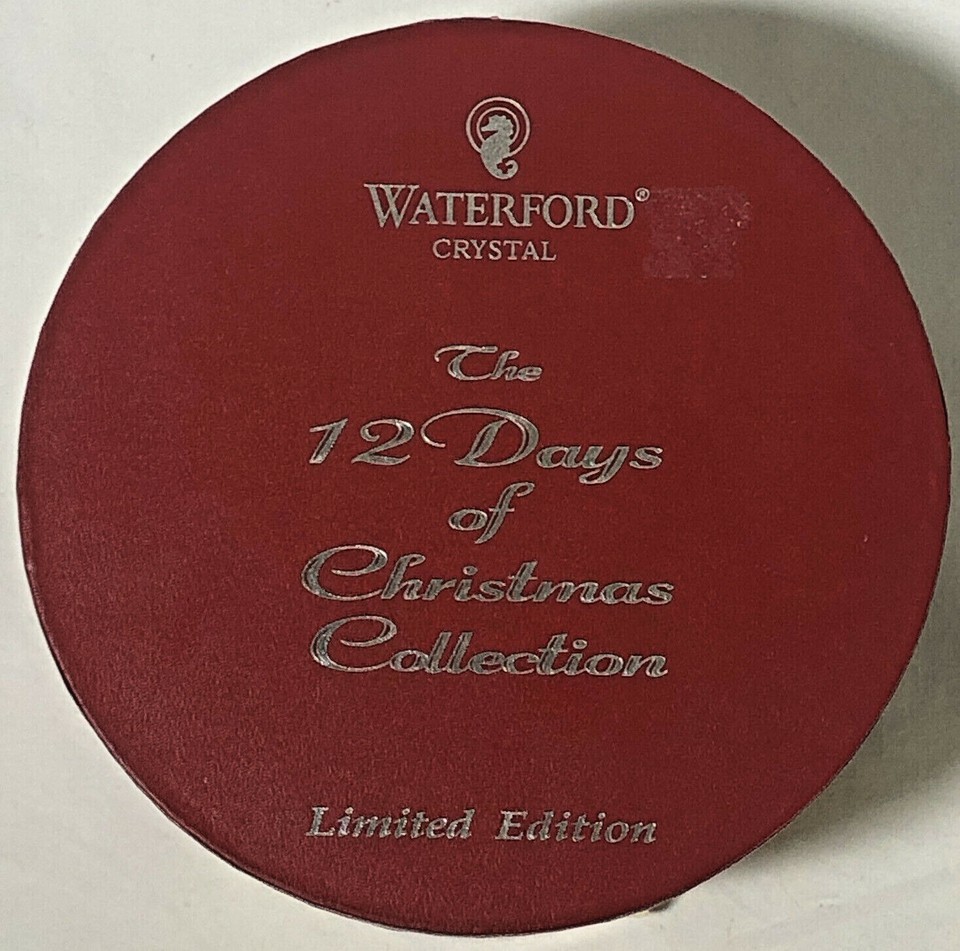 WATERFORD®
CRYSTAL
The
12 Days
of
Christmas
Collection
Limited Edition